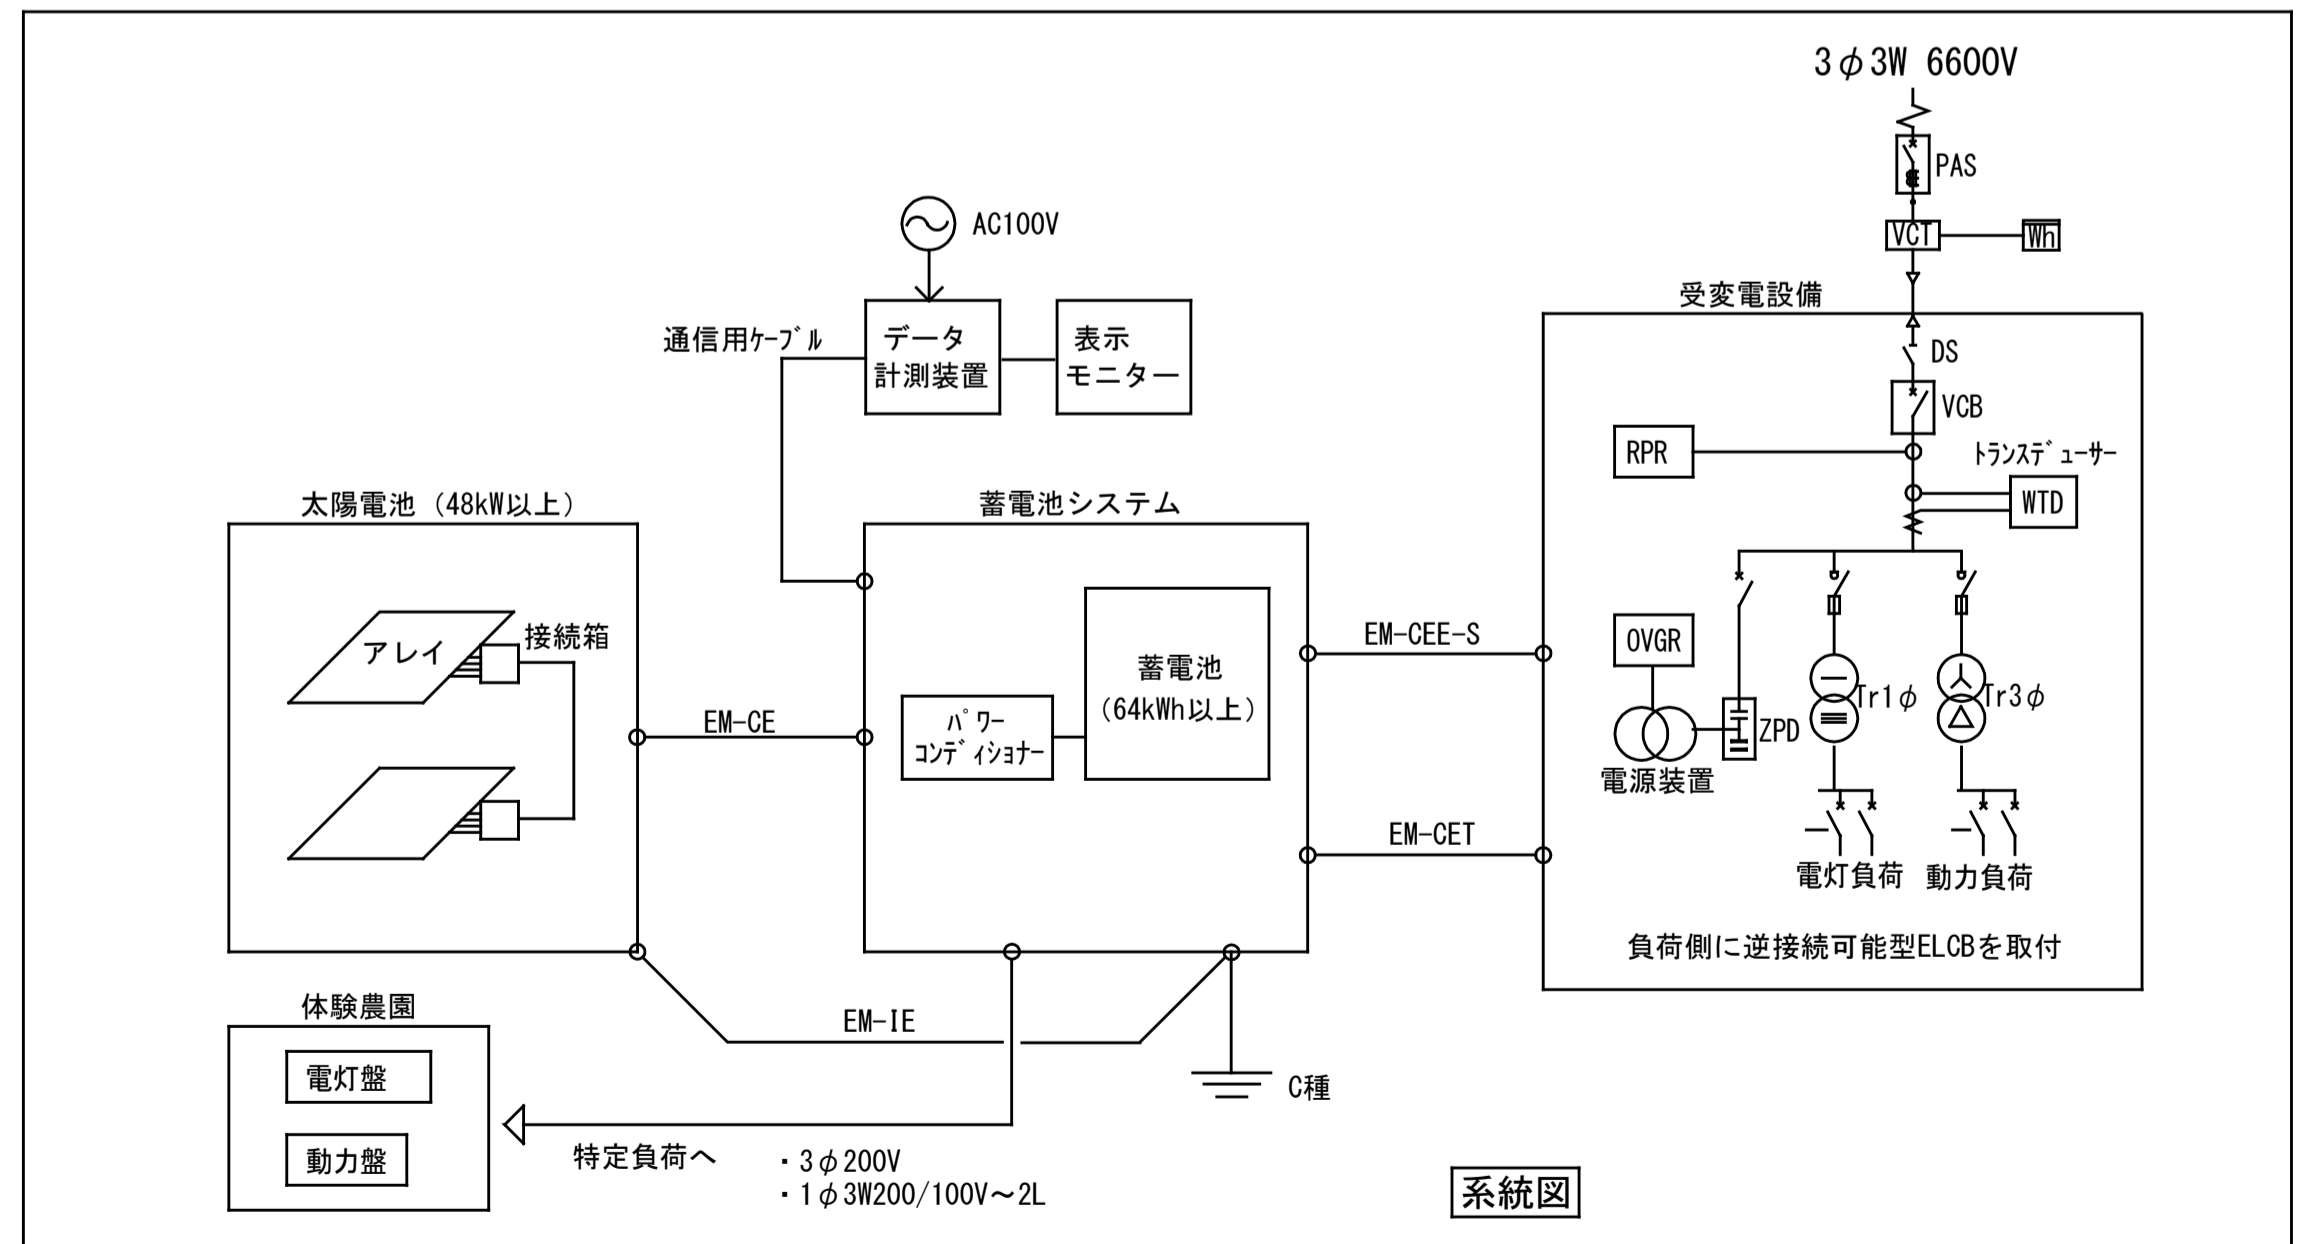 3φ3W 6600V
PAS
VCT
Wh
AC100V
受変電設備
通信用ｹｰﾌﾞﾙ
データ
計測装置
表示
モニター
DS
VCB
RPR
ﾄﾗﾝｽﾃﾞｭｰｻｰ
WTD
太陽電池 (48kW以上)
蓄電池システム
アレイ
接続箱
EM-CE
ﾊﾟﾜｰ
ｺﾝﾃﾞｨｼｮﾅｰ
蓄電池
(64kWh以上)
EM-CEE-S
EM-CET
OVGR
電源装置
ZPD
Tr1φ
Tr3φ
電灯負荷
動力負荷
負荷側に逆接続可能型ELCBを取付
EM-IE
C種
体験農園
電灯盤
動力盤
特定負荷へ
・3φ200V
・1φ3W200/100V～2L
系統図